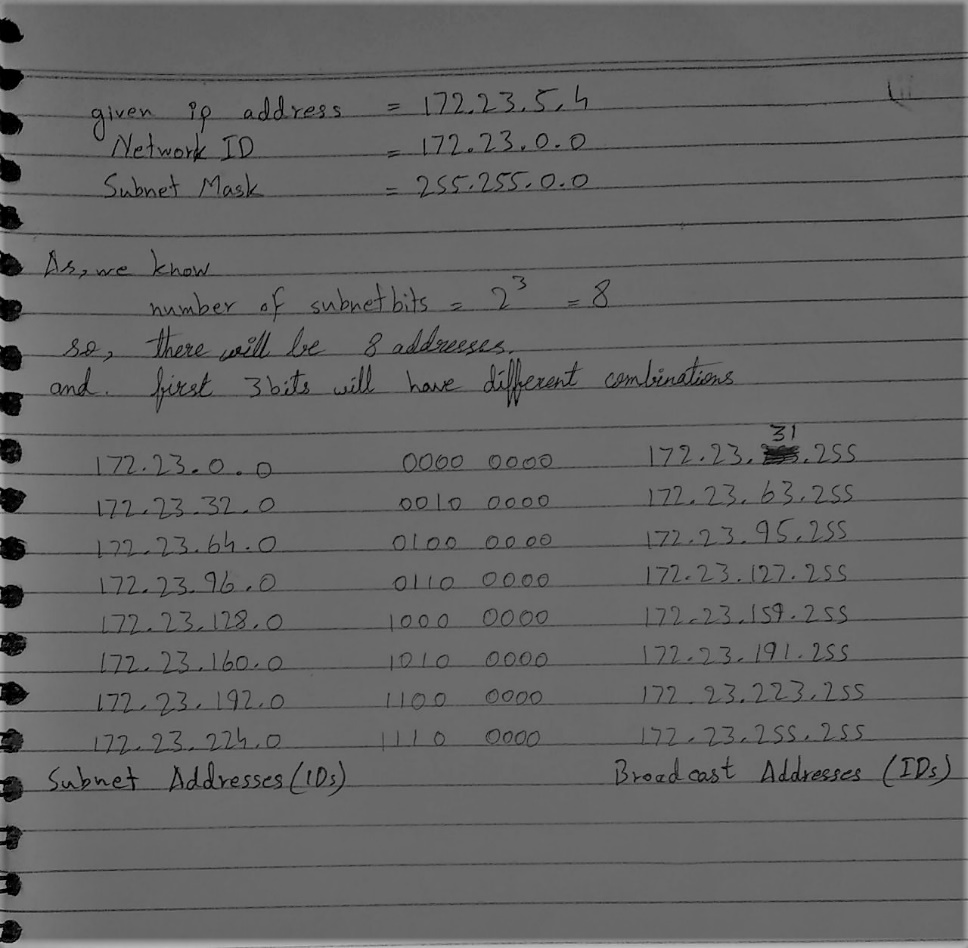 given ip address = 172.23.5.4
Network ID = 172.23.0.0
Subnet Mask = 255.255.0.0
As, we know
number of subnet bits = 2³ = 8
so, there will be 8 addresses.
and. first 3 bits will have different combinations
172.23.0.0 0000 0000 172.23.31.255
172.23.32.0 0010 0000 172.23.63.255
172.23.64.0 0100 0000 172.23.95.255
172.23.96.0 0110 0000 172.23.127.255
172.23.128.0 1000 0000 172.23.159.255
172.23.160.0 1010 0000 172.23.191.255
172.23.192.0 1100 0000 172.23.223.255
172.23.224.0 1110 0000 172.23.255.255
Subnet Addresses (IDs) Broadcast Addresses (IDs)